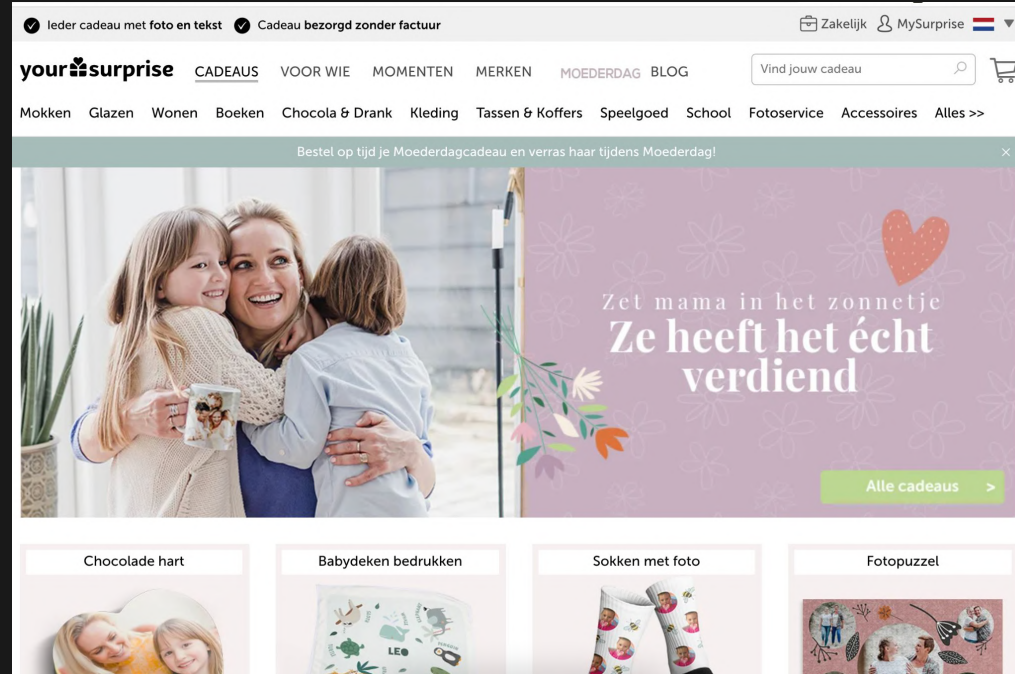 Ieder cadeau met foto en tekst Cadeau bezorgd zonder factuur Zakelijk MySurprise
yoursurprise CADEAUS VOOR WIE MOMENTEN MERKEN MOEDERDAG BLOG Vind jouw cadeau
Mokken Glazen Wonen Boeken Chocola & Drank Kleding Tassen & Koffers Speelgoed School Fotoservice Accessoires Alles >>
Bestel op tijd je Moederdagcadeau en verras haar tijdens Moederdag! ×
Zet mama in het zonnetje
Ze heeft het écht
verdiend
Alle cadeaus >
Chocolade hart Babydeken bedrukken Sokken met foto Fotopuzzel
LEO